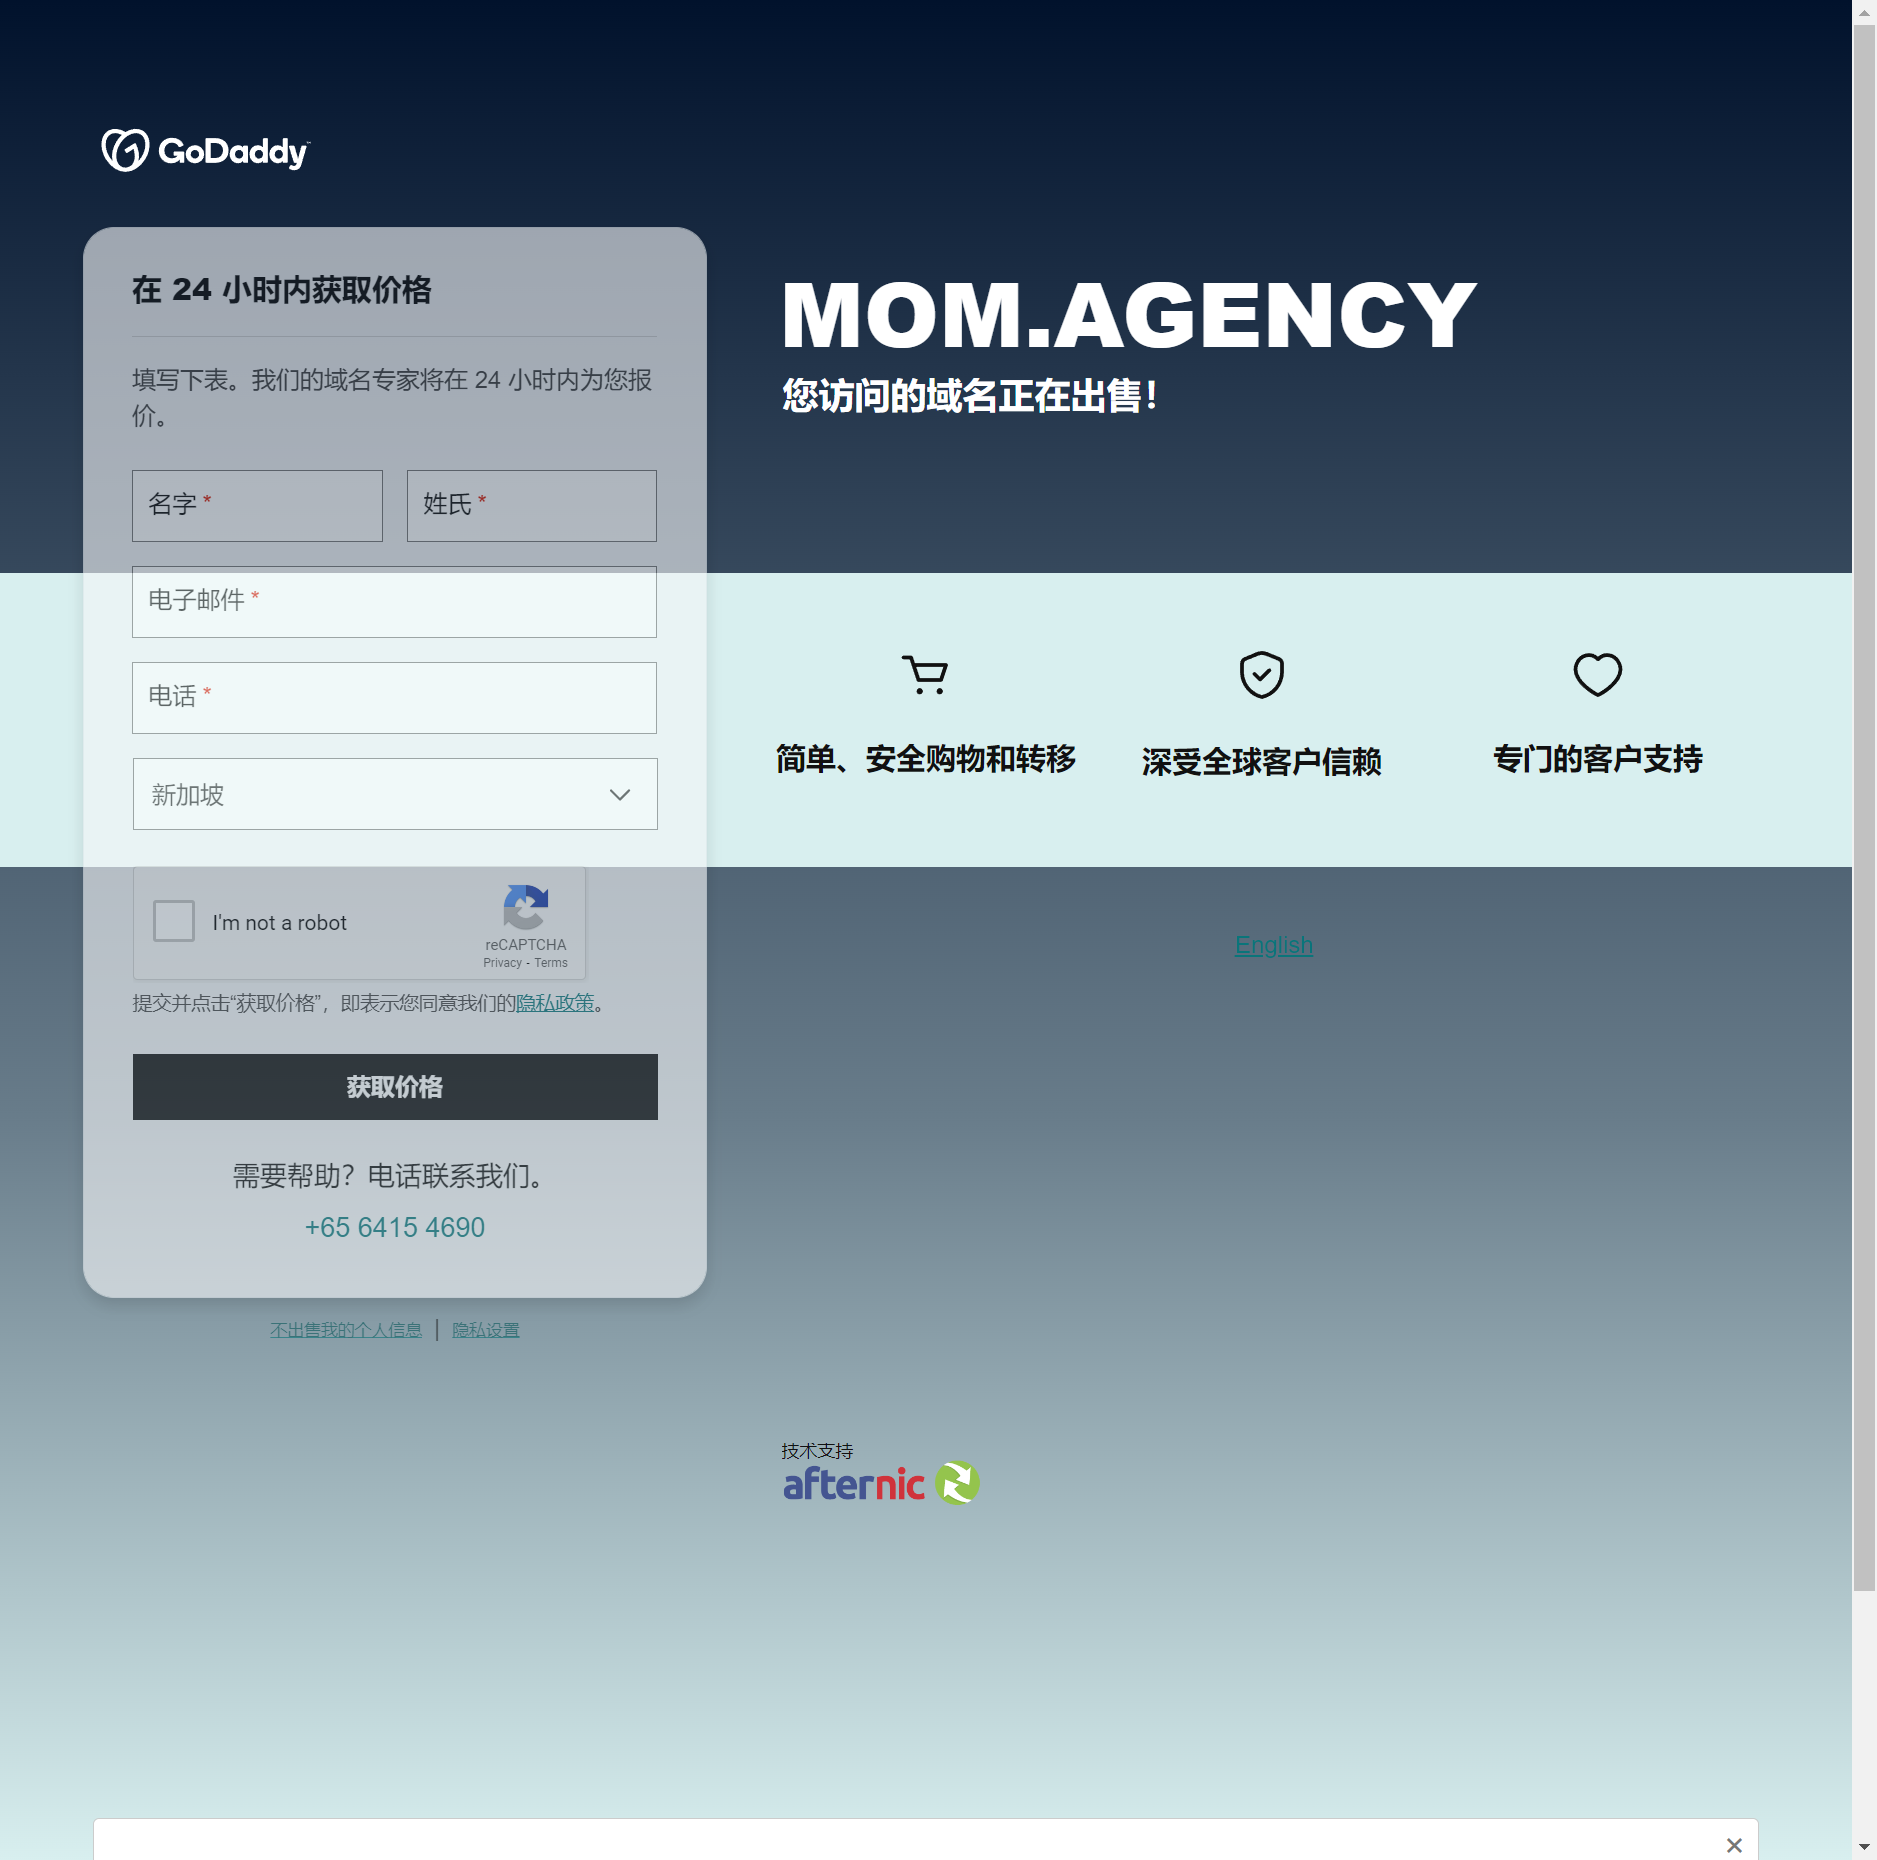 GoDaddy
在 24 小时内获取价格
填写下表。我们的域名专家将在 24 小时内为您报
价。
名字 *
姓氏 *
电子邮件 *
电话 *
新加坡
I'm not a robot
reCAPTCHA
Privacy - Terms
提交并点击“获取价格”，即表示您同意我们的隐私政策。
获取价格
需要帮助？电话联系我们。
+65 6415 4690
不出售我的个人信息 | 隐私设置
MOM.AGENCY
您访问的域名正在出售！
简单、安全购物和转移
深受全球客户信赖
专门的客户支持
English
技术支持
afternic